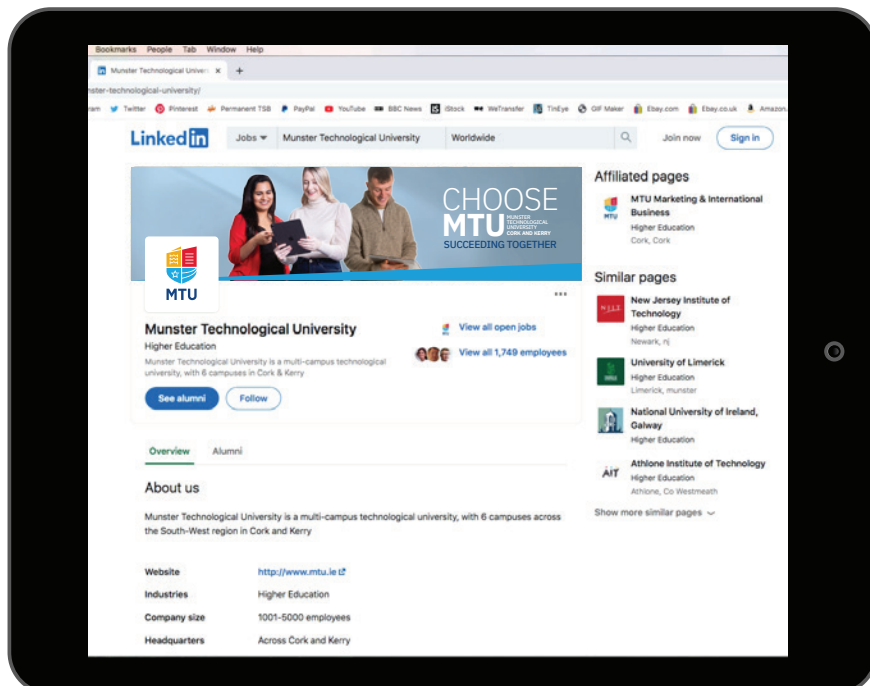 Bookmarks People Tab Window Help
Munster Technological Univer × +
nster-technological-university/
ram Twitter Pinterest Permanent TSB PayPal YouTube BBC News iStock WeTransfer TinEye GIF Maker Ebay.com Ebay.co.uk Amazon.
Linked in Jobs Munster Technological University Worldwide Join now Sign in
CHOOSE
MTU MUNSTER
TECHNOLOGICAL
UNIVERSITY
CORK AND KERRY
SUCCEEDING TOGETHER
MTU
Munster Technological University
Higher Education
Munster Technological University is a multi-campus technological
university, with 6 campuses in Cork & Kerry
See alumni Follow
View all open jobs
View all 1,749 employees
Overview Alumni
About us
Munster Technological University is a multi-campus technological university, with 6 campuses across
the South-West region in Cork and Kerry
Website http://www.mtu.ie
Industries Higher Education
Company size 1001-5000 employees
Headquarters Across Cork and Kerry
Affiliated pages
MTU
MTU Marketing & International
Business
Higher Education
Cork, Cork
Similar pages
NJIT
New Jersey Institute of
Technology
Higher Education
Newark, nj
University of Limerick
Higher Education
Limerick, munster
National University of Ireland,
Galway
Higher Education
AIT
Athlone Institute of Technology
Higher Education
Athlone, Co Westmeath
Show more similar pages